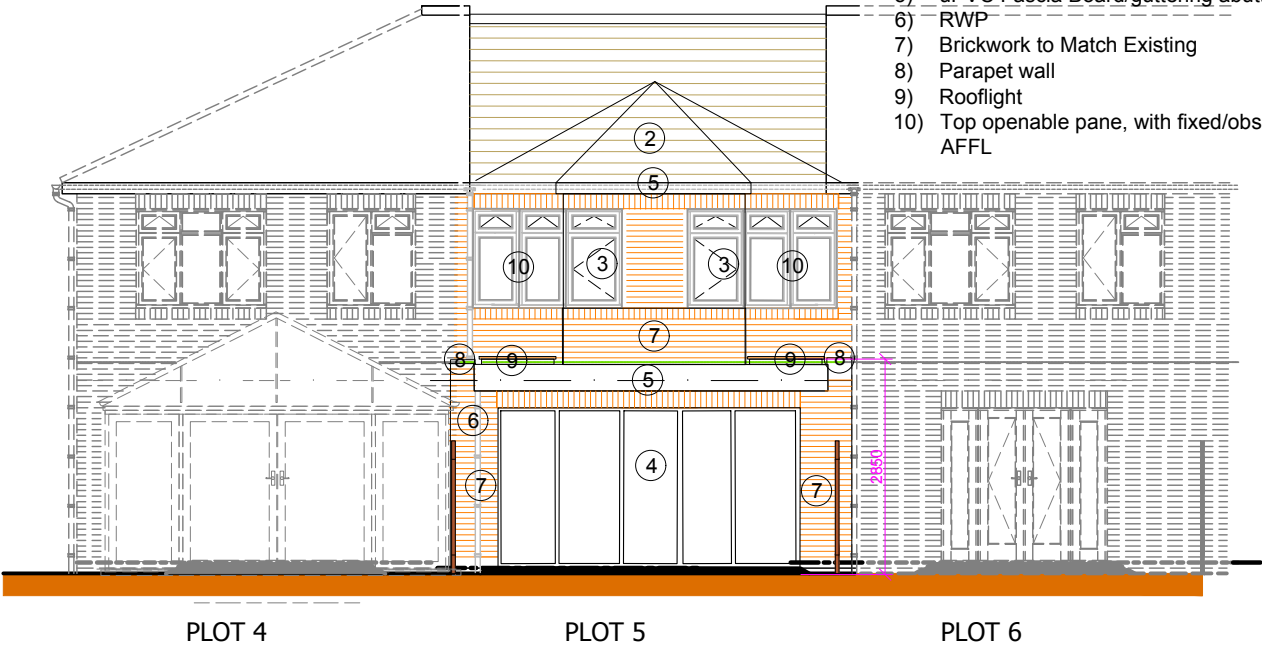 6) RWP
7) Brickwork to Match Existing
8) Parapet wall
9) Rooflight
10) Top openable pane, with fixed/obs
AFFL
2
5
10
3
3
10
7
8
9
9
8
5
6
4
7
7
2850
PLOT 4
PLOT 5
PLOT 6